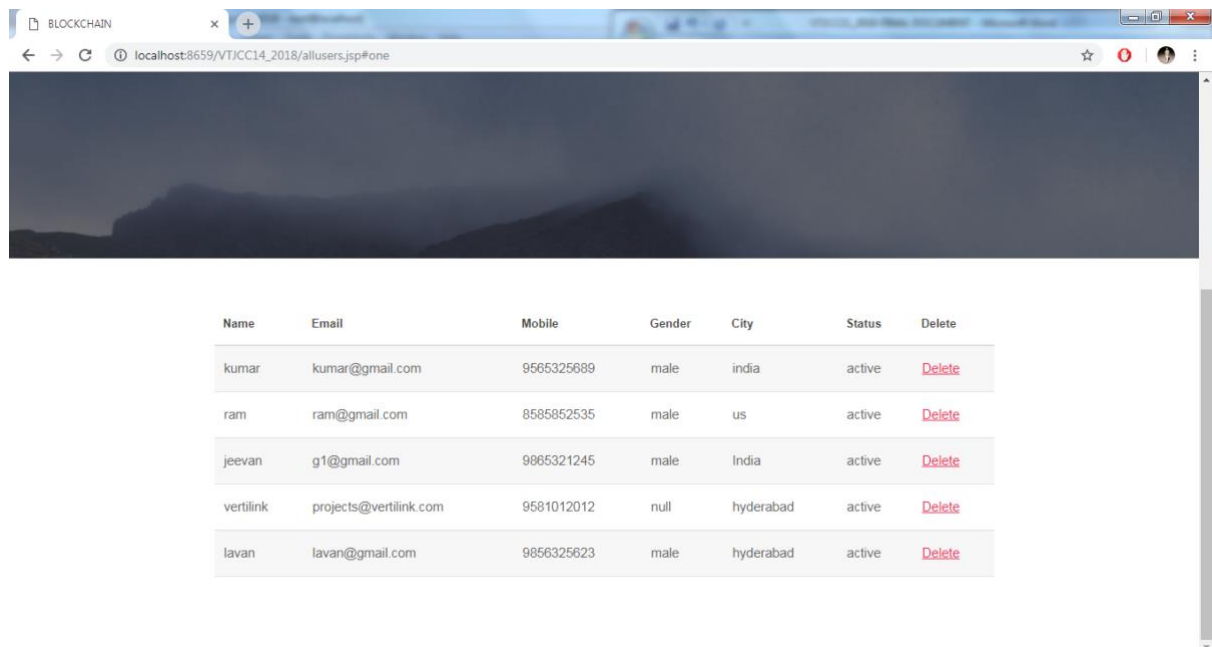 BLOCKCHAIN
localhost:8659/VTJCC14_2018/allusers.jsp#one
Name Email Mobile Gender City Status Delete
kumar kumar@gmail.com 9565325689 male india active Delete
ram ram@gmail.com 8585852535 male us active Delete
jeevan g1@gmail.com 9865321245 male India active Delete
vertilink projects@vertilink.com 9581012012 null hyderabad active Delete
lavan lavan@gmail.com 9856325623 male hyderabad active Delete